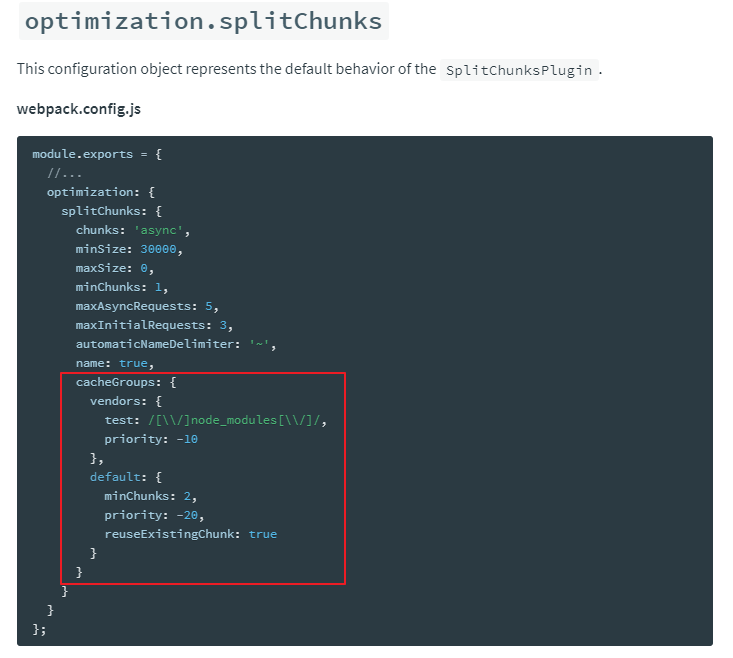 optimization.splitChunks
This configuration object represents the default behavior of the SplitChunksPlugin .
webpack.config.js
module.exports = {
  //...
  optimization: {
    splitChunks: {
      chunks: 'async',
      minSize: 30000,
      maxSize: 0,
      minChunks: 1,
      maxAsyncRequests: 5,
      maxInitialRequests: 3,
      automaticNameDelimiter: '~',
      name: true,
      cacheGroups: {
        vendors: {
          test: /[\\/]node_modules[\\/]/,
          priority: -10
        },
        default: {
          minChunks: 2,
          priority: -20,
          reuseExistingChunk: true
        }
      }
    }
  }
};